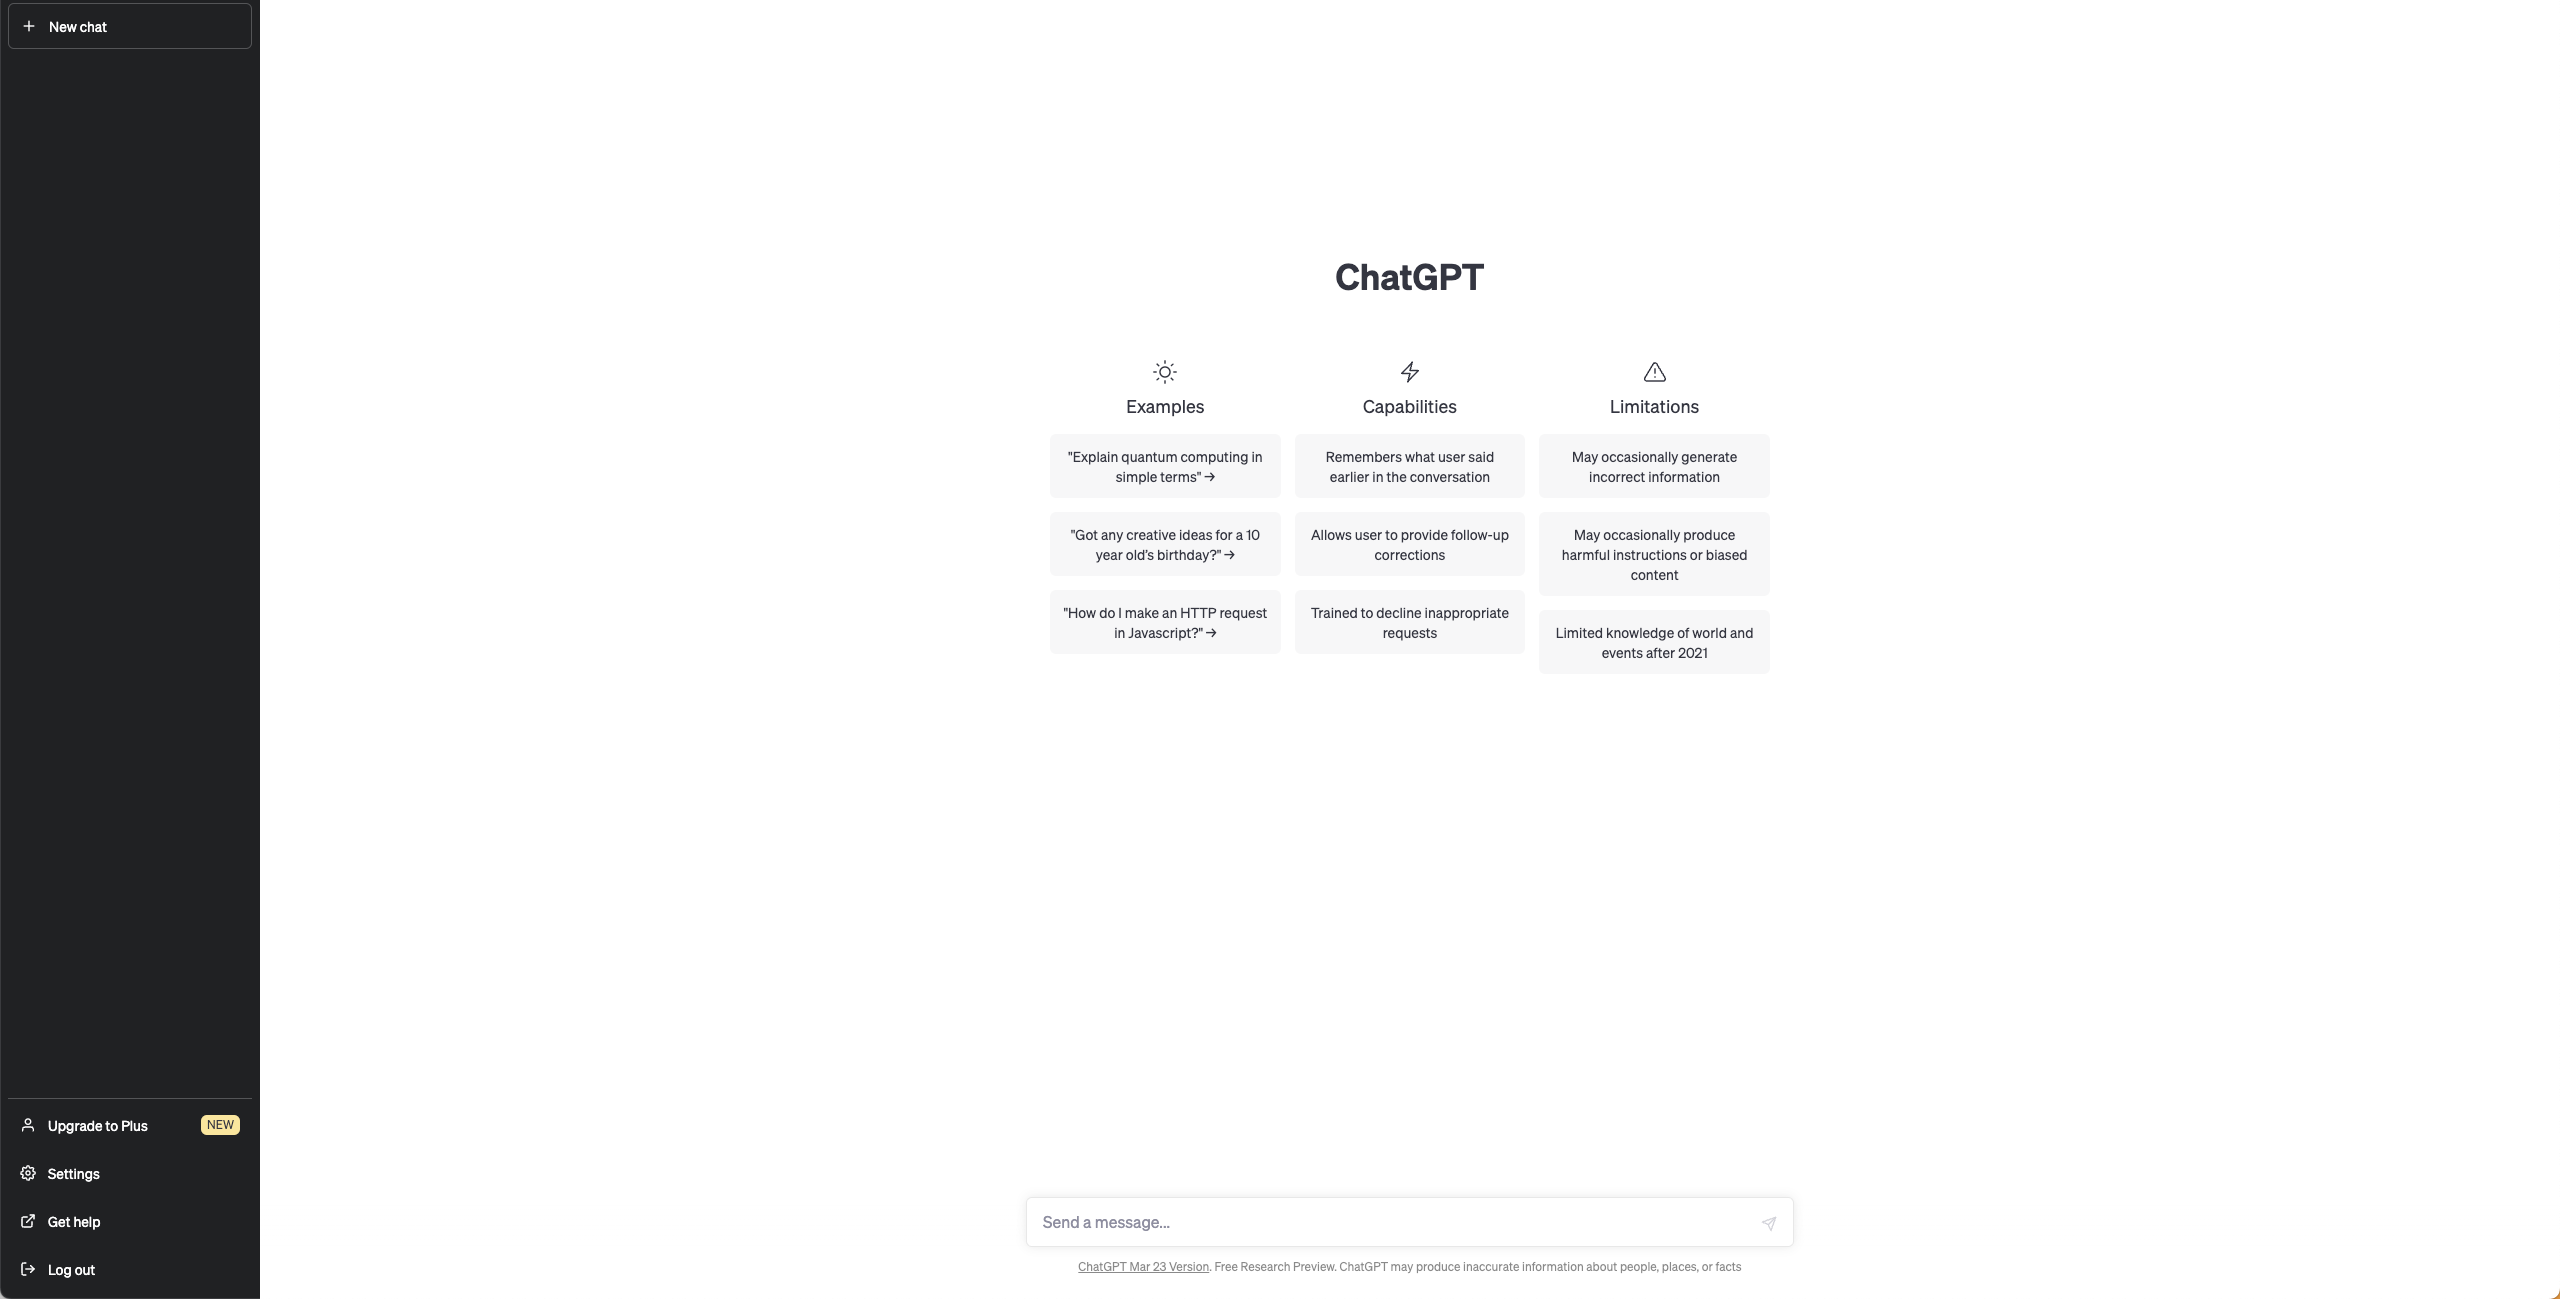 New chat
ChatGPT
Examples
"Explain quantum computing in
simple terms" →
"Got any creative ideas for a 10
year old's birthday?" →
"How do I make an HTTP request
in Javascript?" →
Capabilities
Remembers what user said
earlier in the conversation
Allows user to provide follow-up
corrections
Trained to decline inappropriate
requests
Limitations
May occasionally generate
incorrect information
May occasionally produce
harmful instructions or biased
content
Limited knowledge of world and
events after 2021
Upgrade to Plus NEW
Settings
Get help
Log out
Send a message...
ChatGPT Mar 23 Version. Free Research Preview. ChatGPT may produce inaccurate information about people, places, or facts